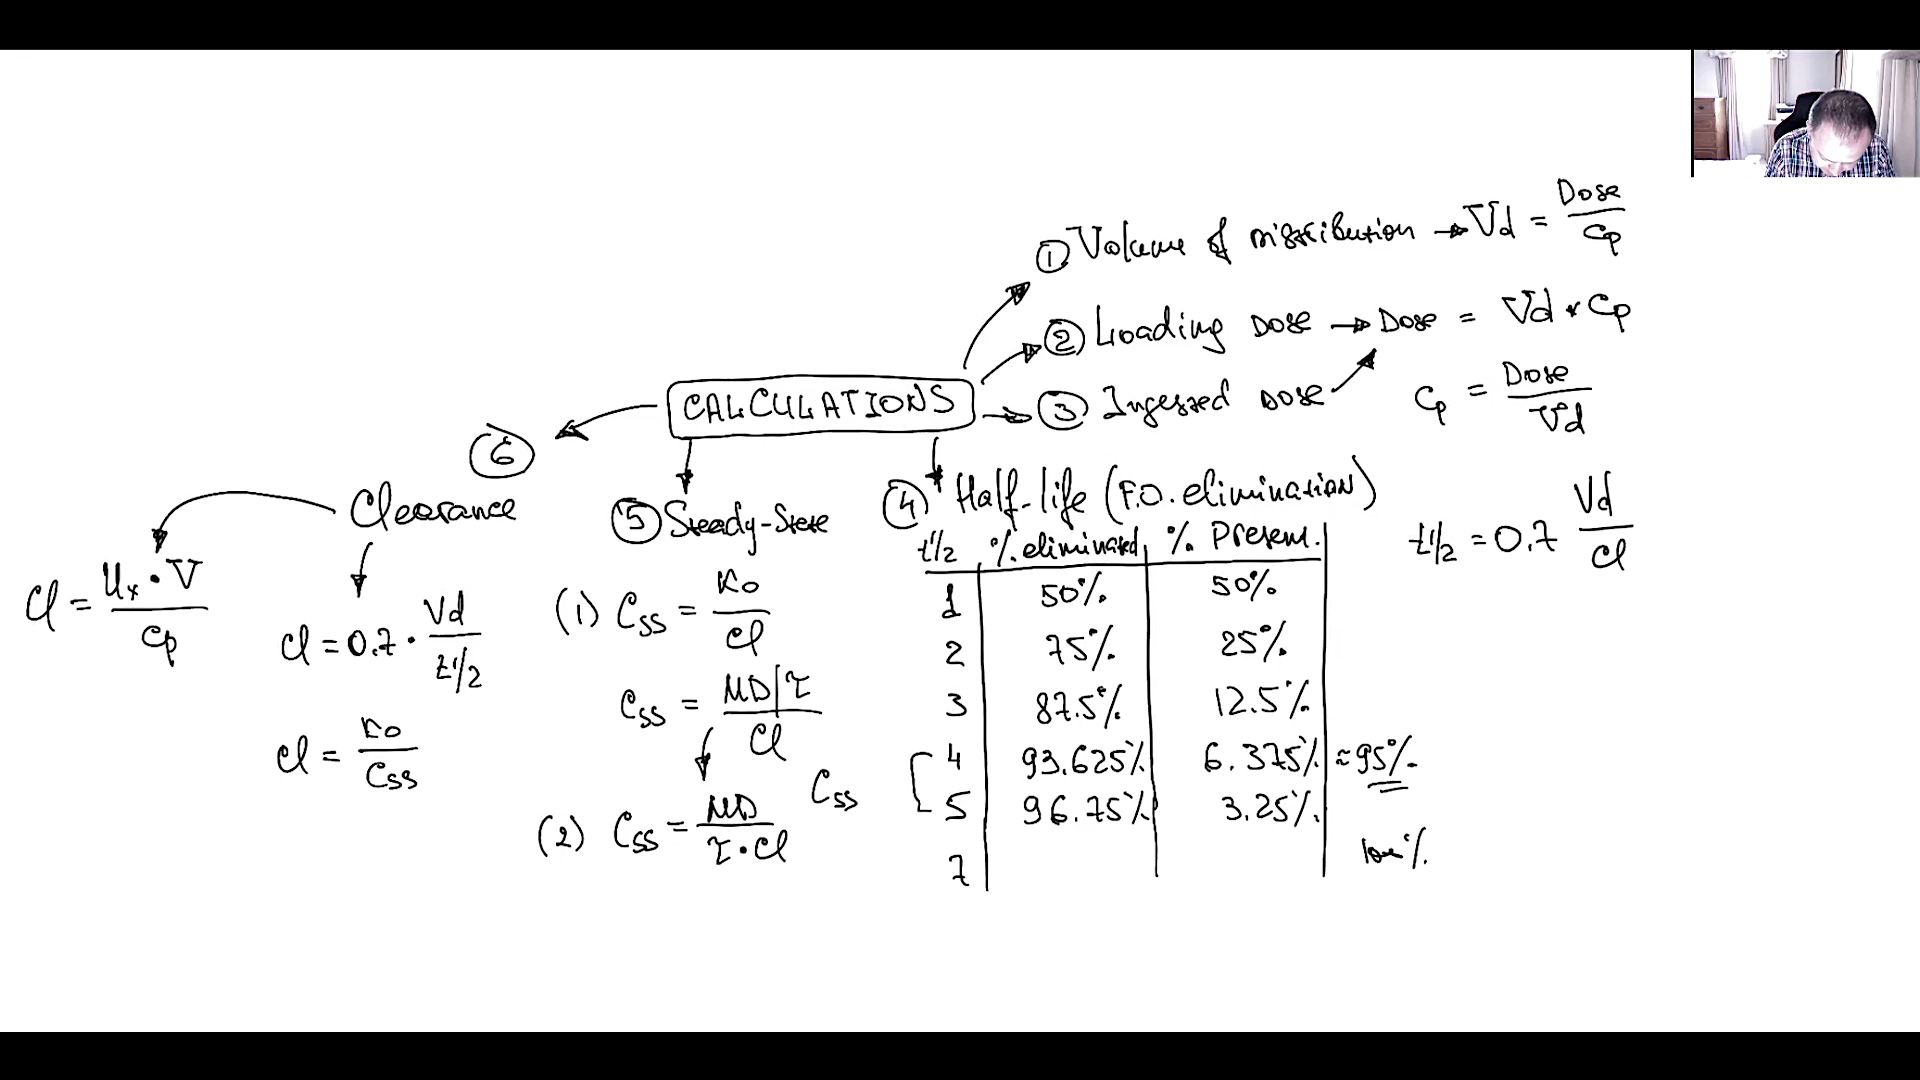 CALCULATIONS
① Volume of Distribution → Vd = Dose / Cp
② Loading Dose → Dose = Vd * Cp
③ Ingested Dose
Cp = Dose / Vd
④ Half-life (F.O. elimination)
t1/2 = 0.7 Vd / Cl
t1/2 | % eliminated | % Present.
1 | 50% | 50%
2 | 75% | 25%
3 | 87.5% | 12.5%
4 | 93.625% | 6.375% ≈95%
5 | 96.75% | 3.25%
7 | 100%
⑤ Steady-State
(1) Css = K0 / Cl
Css = MD|τ / Cl
Css
(2) Css = MD / τ • Cl
⑥
Clearance
Cl = Ux • V / Cp
Cl = 0.7 • Vd / t1/2
Cl = K0 / Css